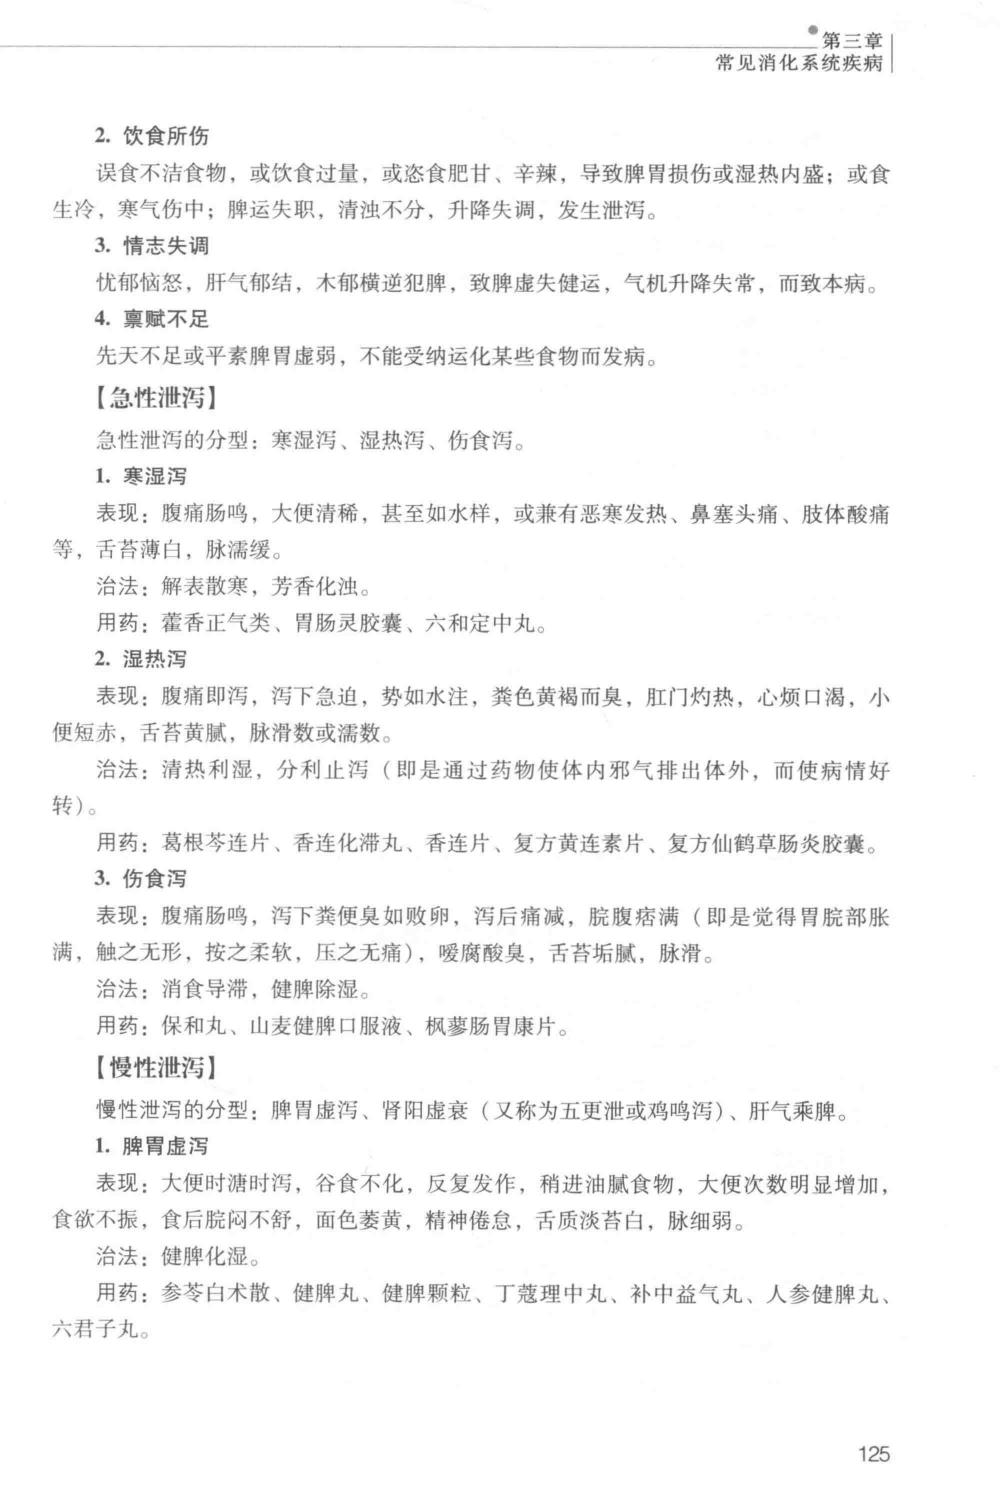 第三章
常见消化系统疾病
2. 饮食所伤
误食不洁食物，或饮食过量，或恣食肥甘、辛辣，导致脾胃损伤或湿热内盛；或食
生冷，寒气伤中；脾运失职，清浊不分，升降失调，发生泄泻。
3. 情志失调
忧郁恼怒，肝气郁结，木郁横逆犯脾，致脾虚失健运，气机升降失常，而致本病。
4. 禀赋不足
先天不足或平素脾胃虚弱，不能受纳运化某些食物而发病。
【急性泄泻】
急性泄泻的分型：寒湿泻、湿热泻、伤食泻。
1. 寒湿泻
表现：腹痛肠鸣，大便清稀，甚至如水样，或兼有恶寒发热、鼻塞头痛、肢体酸痛
等，舌苔薄白，脉濡缓。
治法：解表散寒，芳香化浊。
用药：藿香正气类、胃肠灵胶囊、六和定中丸。
2. 湿热泻
表现：腹痛即泻，泻下急迫，势如水注，粪色黄褐而臭，肛门灼热，心烦口渴，小
便短赤，舌苔黄腻，脉滑数或濡数。
治法：清热利湿，分利止泻（即是通过药物使体内邪气排出体外，而使病情好
转）。
用药：葛根芩连片、香连化滞丸、香连片、复方黄连素片、复方仙鹤草肠炎胶囊。
3. 伤食泻
表现：腹痛肠鸣，泻下粪便臭如败卵，泻后痛减，脘腹痞满（即是觉得胃脘部胀
满，触之无形，按之柔软，压之无痛），嗳腐酸臭，舌苔垢腻，脉滑。
治法：消食导滞，健脾除湿。
用药：保和丸、山麦健脾口服液、枫蓼肠胃康片。
【慢性泄泻】
慢性泄泻的分型：脾胃虚泻、肾阳虚衰（又称为五更泄或鸡鸣泻）、肝气乘脾。
1. 脾胃虚泻
表现：大便时溏时泻，谷食不化，反复发作，稍进油腻食物，大便次数明显增加，
食欲不振，食后脘闷不舒，面色萎黄，精神倦怠，舌质淡苔白，脉细弱。
治法：健脾化湿。
用药：参苓白术散、健脾丸、健脾颗粒、丁蔻理中丸、补中益气丸、人参健脾丸、
六君子丸。
125